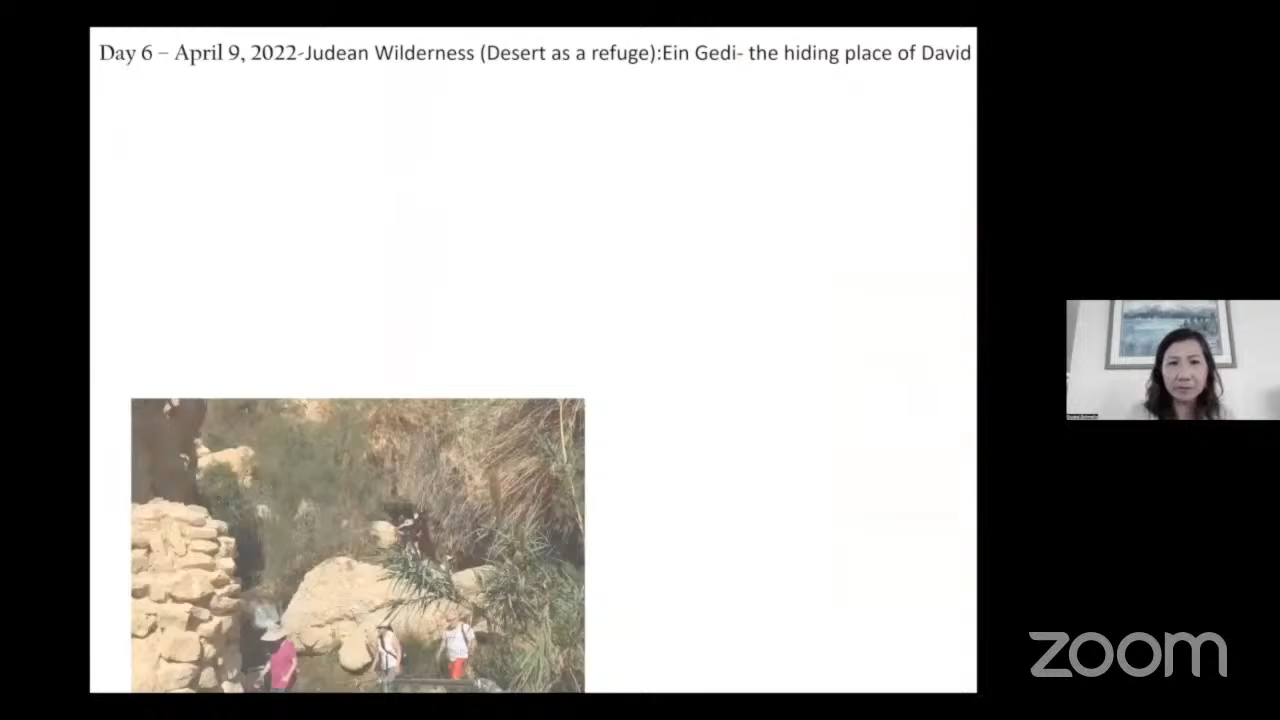 Day 6 – April 9, 2022-Judean Wilderness (Desert as a refuge):Ein Gedi- the hiding place of David
zoom